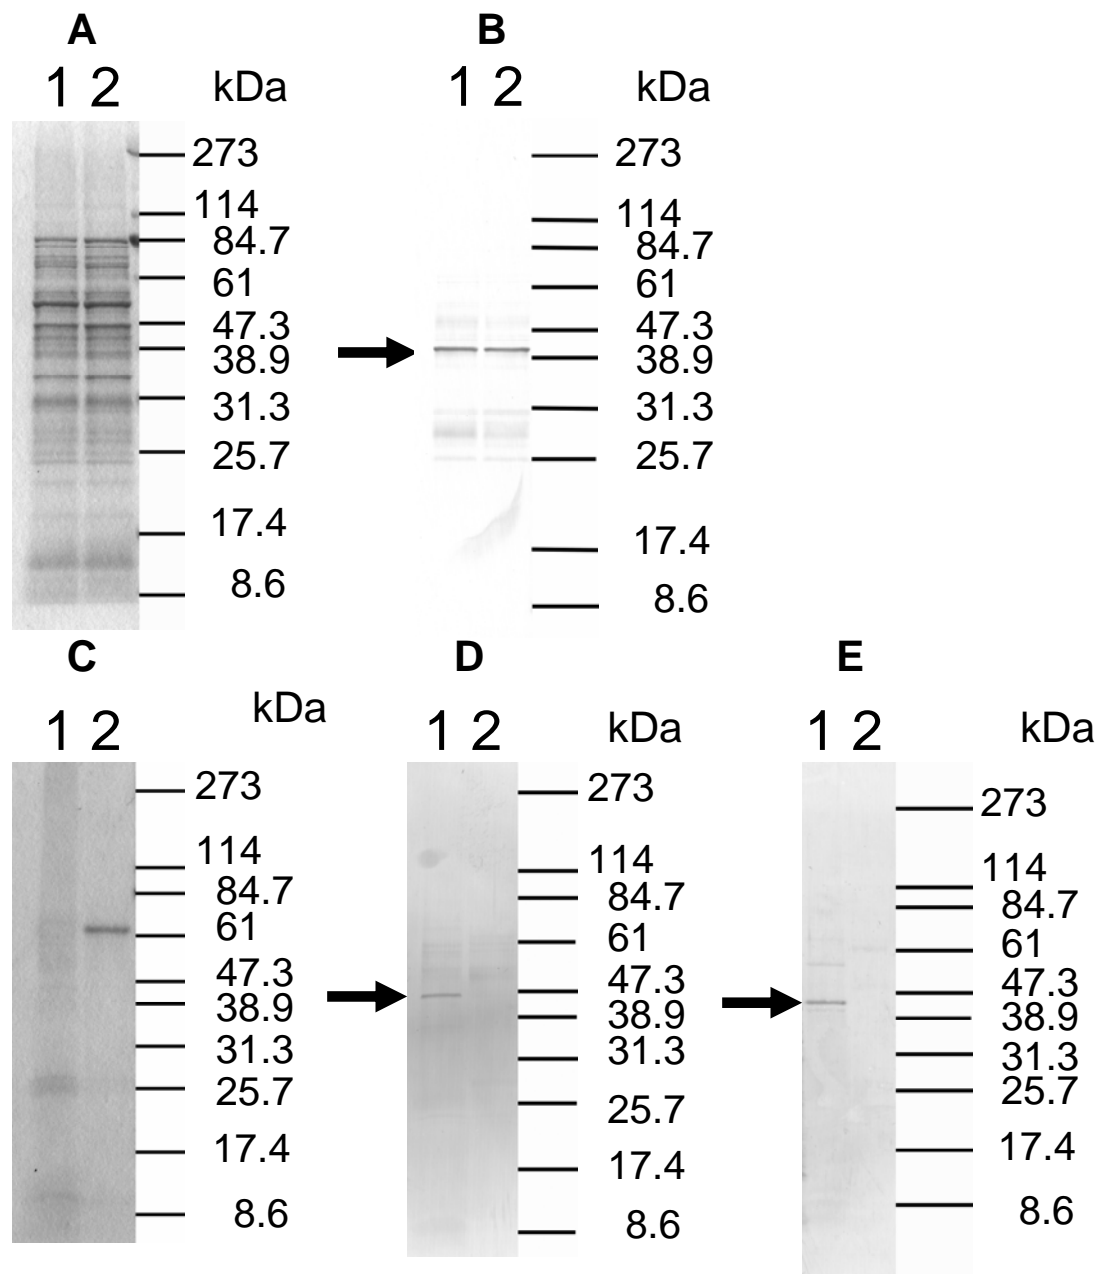 A B
1 2 kDa 1 2 kDa
273 273
114 114
84.7 84.7
61 61
47.3 47.3
38.9 38.9
31.3 31.3
25.7 25.7
17.4 17.4
8.6 8.6
C D E
1 2 kDa 1 2 kDa 1 2 kDa
273 273 273
114 114 114
84.7 84.7 84.7
61 61 61
47.3 47.3 47.3
38.9 38.9 38.9
31.3 31.3 31.3
25.7 25.7 25.7
17.4 17.4 17.4
8.6 8.6 8.6